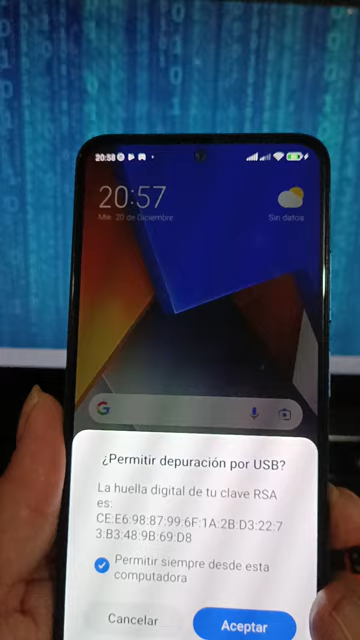 20:58
20:57
Mié. 20 de Diciembre
Sin datos
G
¿Permitir depuración por USB?
La huella digital de tu clave RSA
es:
CE:E6:98:87:99:6F:1A:2B:D3:22:7
3:B3:48:9B:69:D8
Permitir siempre desde esta
computadora
Cancelar
Aceptar